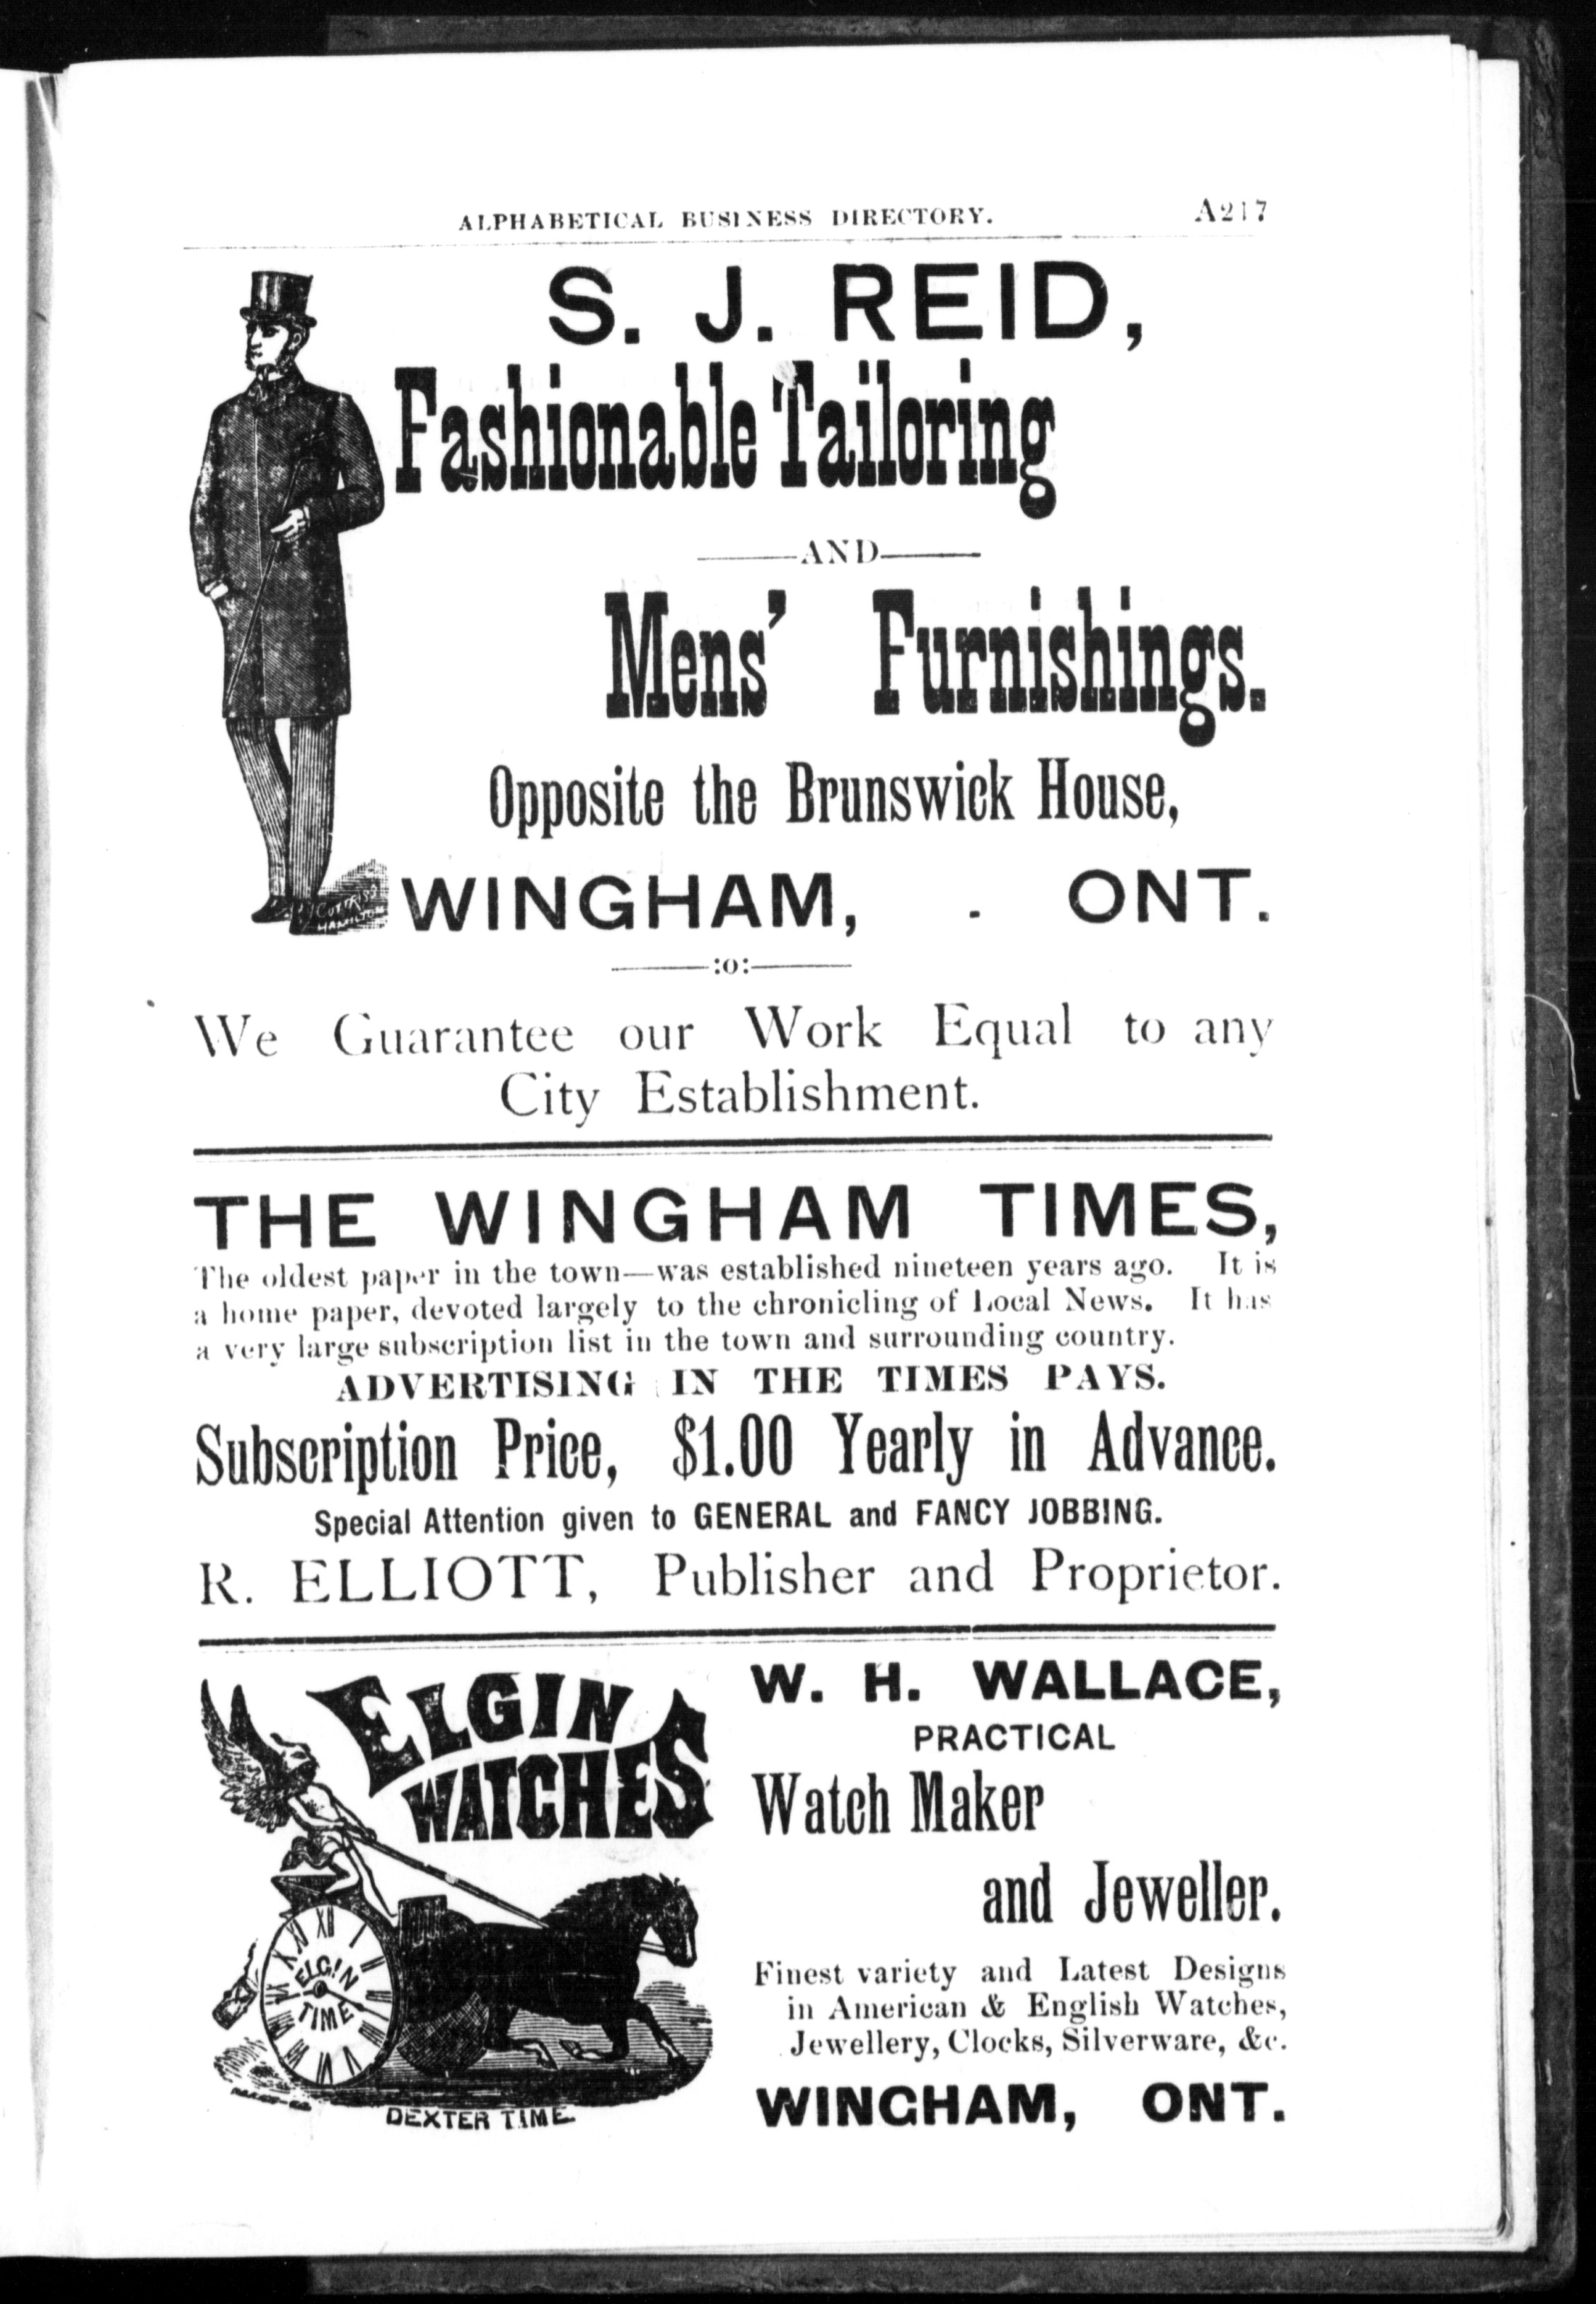 ALPHABETICAL BUSINESS DIRECTORY. A217
S. J. REID,
Fashionable Tailoring
AND
Mens' Furnishings.
Opposite the Brunswick House,
WINGHAM, - ONT.
:o:
We Guarantee our Work Equal to any
City Establishment.
THE WINGHAM TIMES,
The oldest paper in the town—was established nineteen years ago. It is
a home paper, devoted largely to the chronicling of Local News. It has
a very large subscription list in the town and surrounding country.
ADVERTISING IN THE TIMES PAYS.
Subscription Price, $1.00 Yearly in Advance.
Special Attention given to GENERAL and FANCY JOBBING.
R. ELLIOTT, Publisher and Proprietor.
ELGIN
WATCHES
ELGIN
TIME
DEXTER TIME.
W. H. WALLACE,
PRACTICAL
Watch Maker
and Jeweller.
Finest variety and Latest Designs
in American & English Watches,
Jewellery, Clocks, Silverware, &c.
WINGHAM, ONT.